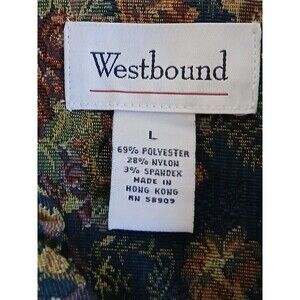 Westbound
L
69% POLYESTER
28% NYLON
3% SPANDEX
MADE IN
HONG KONG
RN 58909